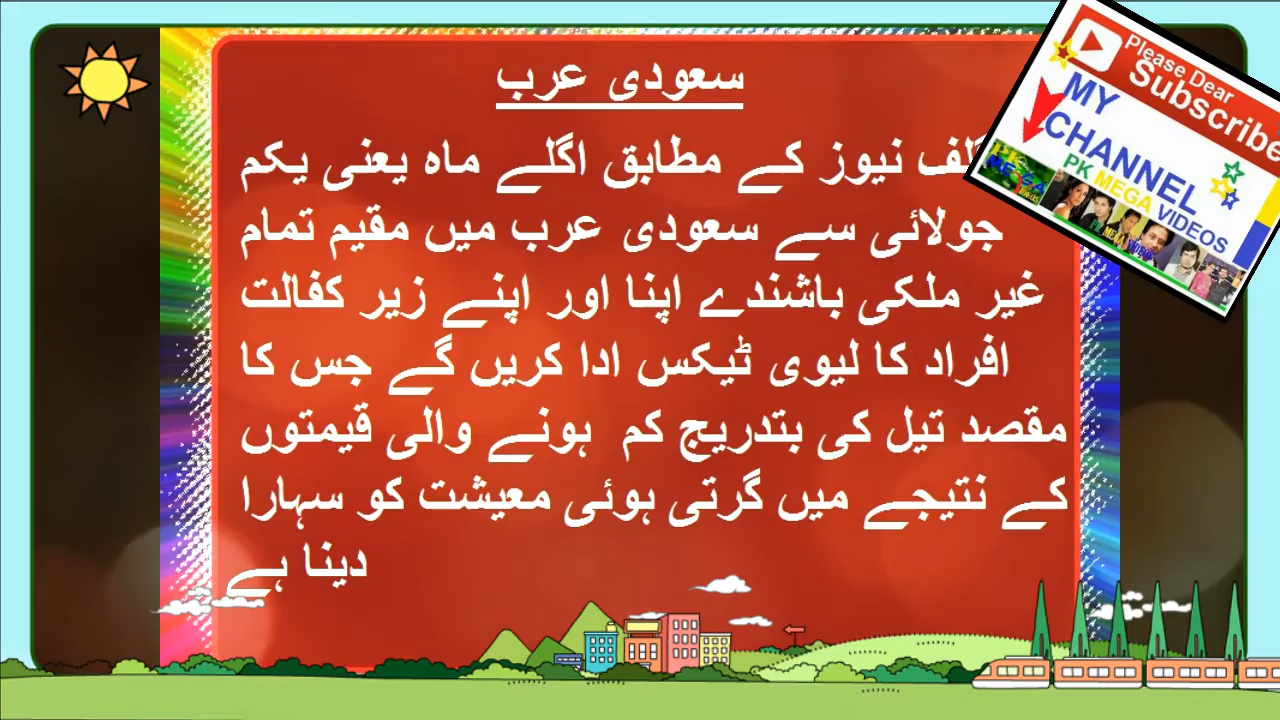 سعودی عرب
گلف نیوز کے مطابق اگلے ماہ یعنی یکم
جولائی سے سعودی عرب میں مقیم تمام
غیر ملکی باشندے اپنا اور اپنے زیر کفالت
افراد کا لیوی ٹیکس ادا کریں گے جس کا
مقصد تیل کی بتدریج کم ہونے والی قیمتوں
کے نتیجے میں گرتی ہوئی معیشت کو سہارا
دینا ہے
Please Dear
Subscribe
MY
CHANNEL
PK MEGA VIDEOS